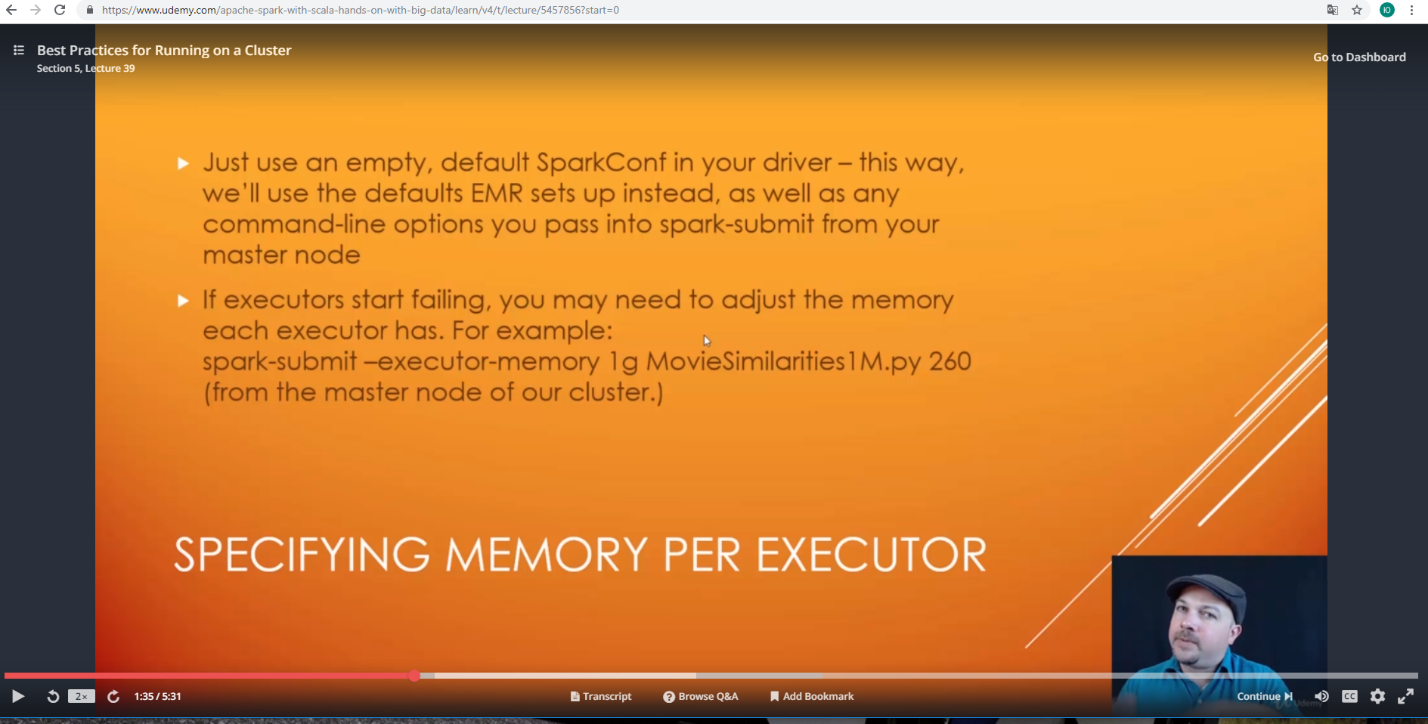 https://www.udemy.com/apache-spark-with-scala-hands-on-with-big-data/learn/v4/t/lecture/5457856?start=0
Ю
Best Practices for Running on a Cluster
Section 5, Lecture 39
Go to Dashboard
Just use an empty, default SparkConf in your driver – this way,
we'll use the defaults EMR sets up instead, as well as any
command-line options you pass into spark-submit from your
master node
If executors start failing, you may need to adjust the memory
each executor has. For example:
spark-submit –executor-memory 1g MovieSimilarities1M.py 260
(from the master node of our cluster.)
SPECIFYING MEMORY PER EXECUTOR
2×
1:35 / 5:31
Transcript
Browse Q&A
Add Bookmark
Continue
CC
Udemy